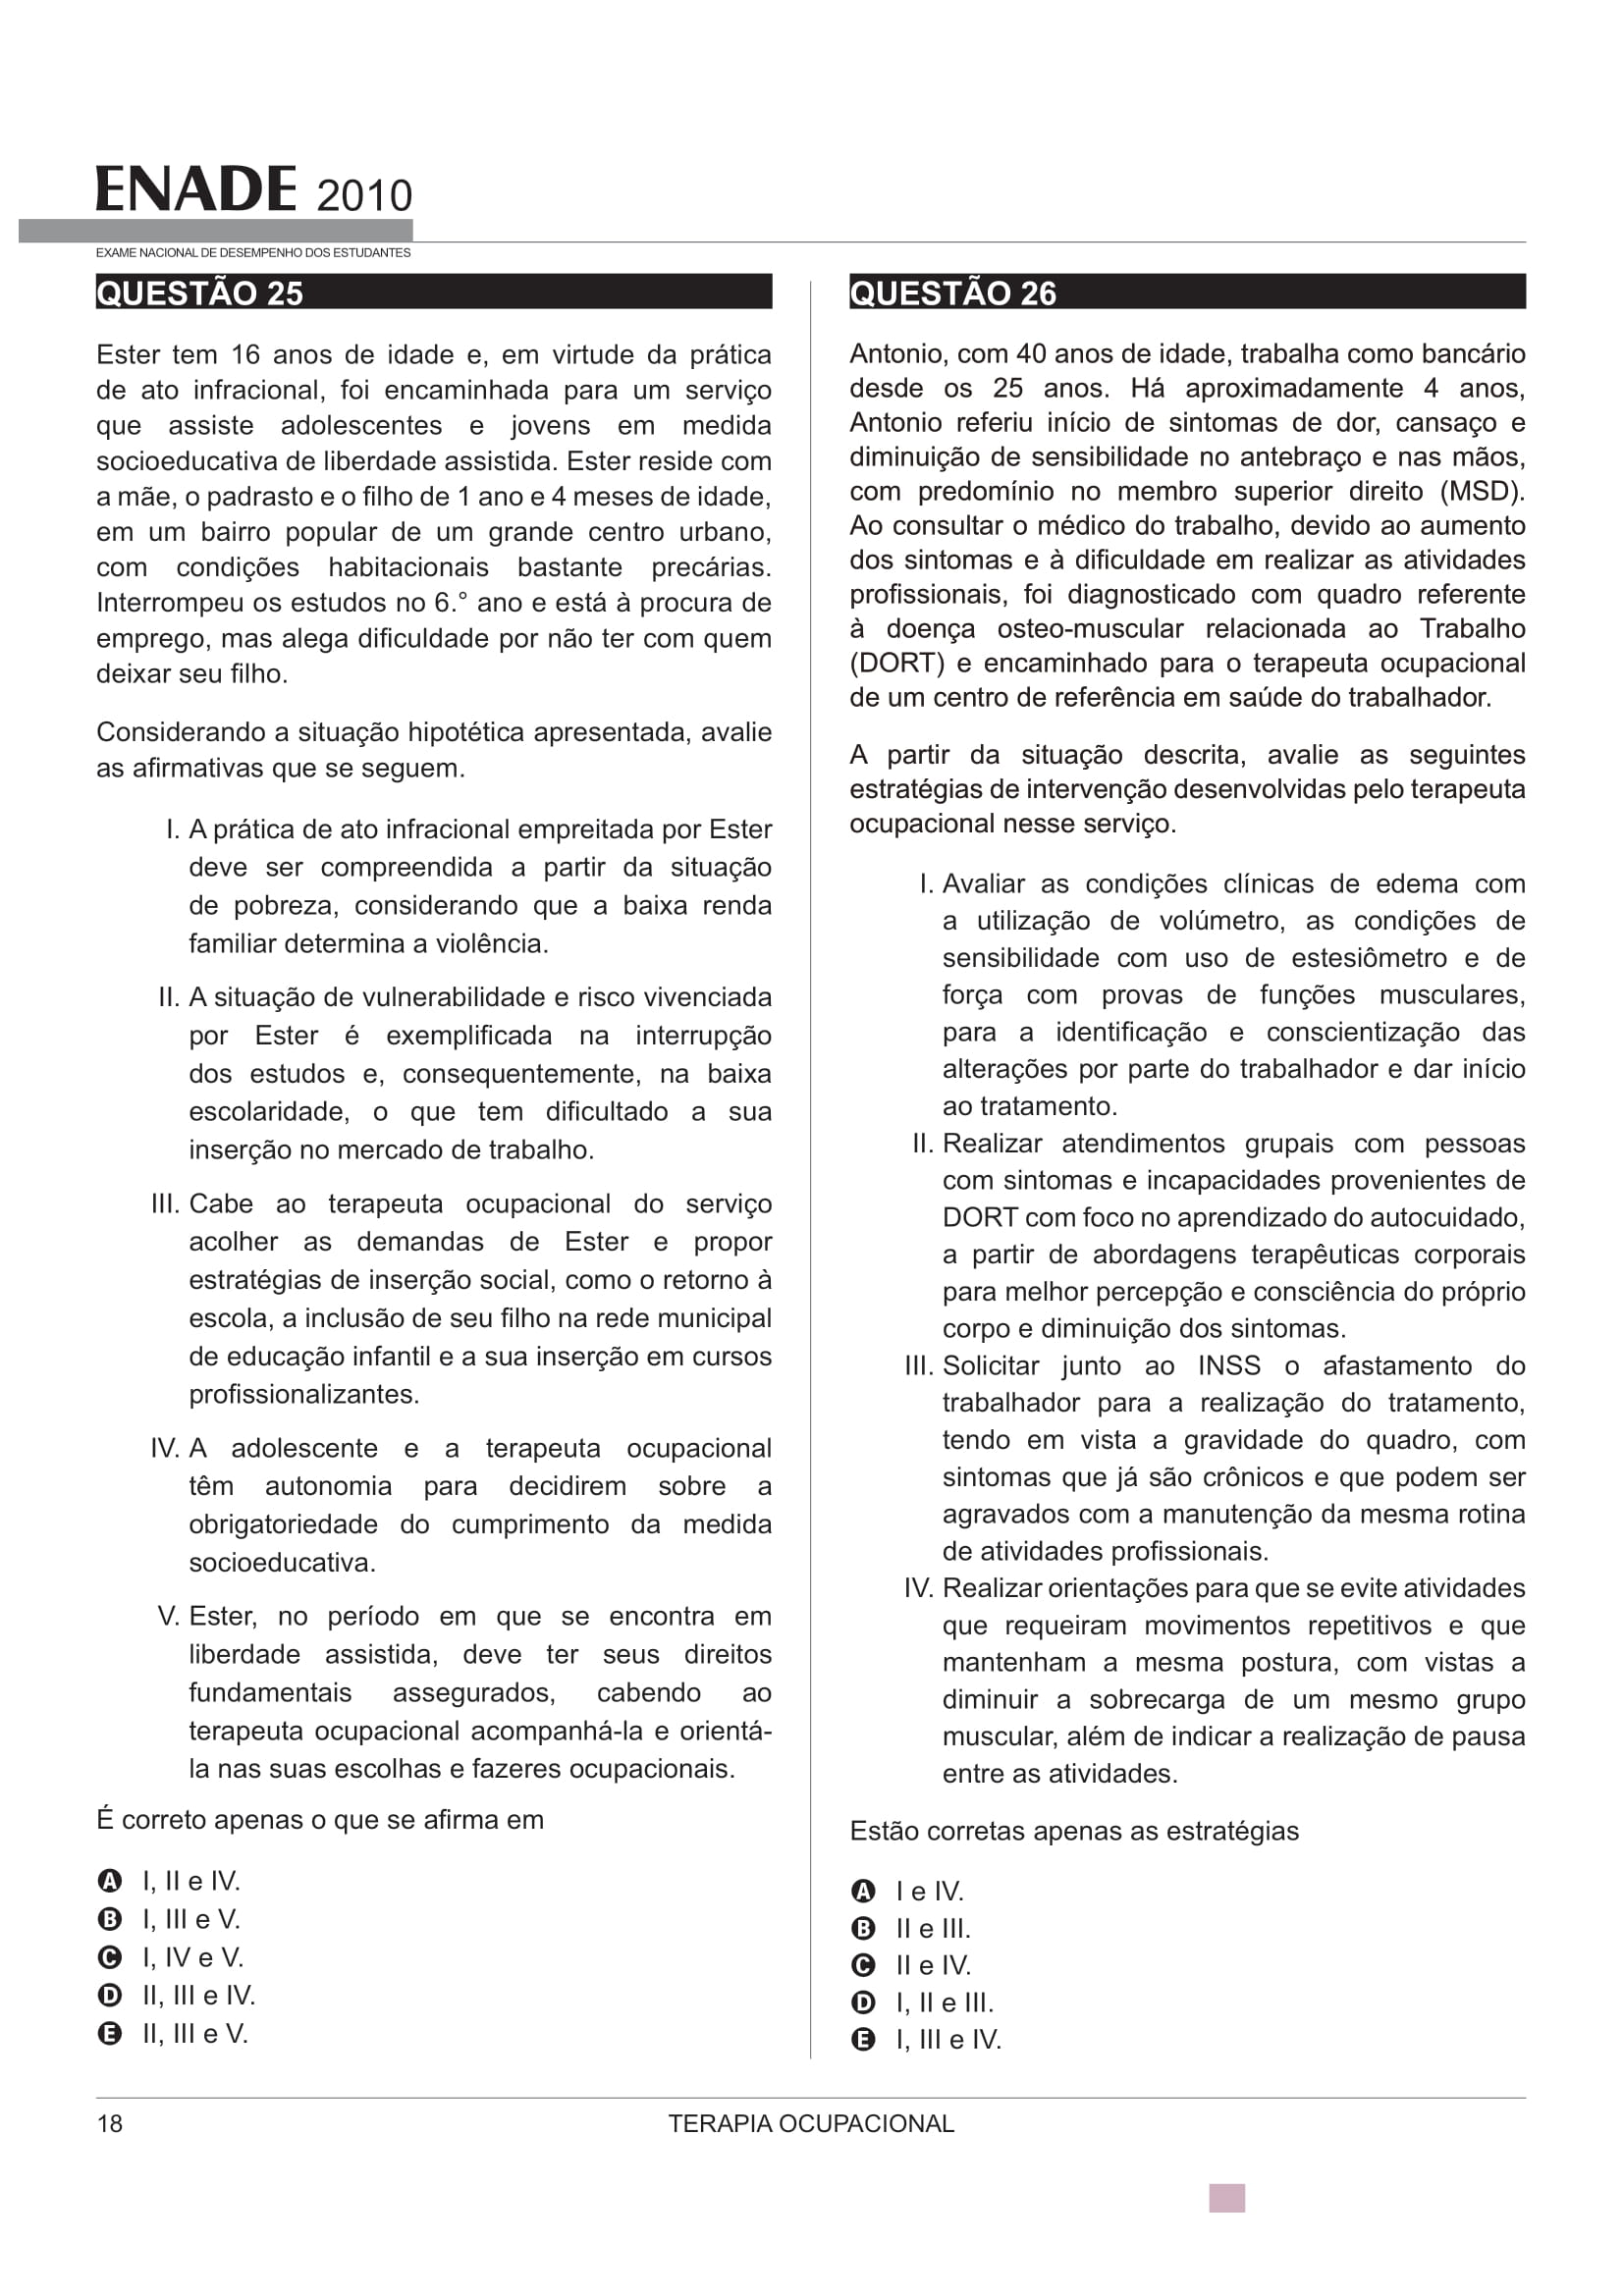 ENADE 2010
EXAME NACIONAL DE DESEMPENHO DOS ESTUDANTES
QUESTÃO 25
Ester tem 16 anos de idade e, em virtude da prática
de ato infracional, foi encaminhada para um serviço
que assiste adolescentes e jovens em medida
socioeducativa de liberdade assistida. Ester reside com
a mãe, o padrasto e o filho de 1 ano e 4 meses de idade,
em um bairro popular de um grande centro urbano,
com condições habitacionais bastante precárias.
Interrompeu os estudos no 6.° ano e está à procura de
emprego, mas alega dificuldade por não ter com quem
deixar seu filho.
Considerando a situação hipotética apresentada, avalie
as afirmativas que se seguem.
I. A prática de ato infracional empreitada por Ester
deve ser compreendida a partir da situação
de pobreza, considerando que a baixa renda
familiar determina a violência.
II. A situação de vulnerabilidade e risco vivenciada
por Ester é exemplificada na interrupção
dos estudos e, consequentemente, na baixa
escolaridade, o que tem dificultado a sua
inserção no mercado de trabalho.
III. Cabe ao terapeuta ocupacional do serviço
acolher as demandas de Ester e propor
estratégias de inserção social, como o retorno à
escola, a inclusão de seu filho na rede municipal
de educação infantil e a sua inserção em cursos
profissionalizantes.
IV. A adolescente e a terapeuta ocupacional
têm autonomia para decidirem sobre a
obrigatoriedade do cumprimento da medida
socioeducativa.
V. Ester, no período em que se encontra em
liberdade assistida, deve ter seus direitos
fundamentais assegurados, cabendo ao
terapeuta ocupacional acompanhá-la e orientá-
la nas suas escolhas e fazeres ocupacionais.
É correto apenas o que se afirma em
A I, II e IV.
B I, III e V.
C I, IV e V.
D II, III e IV.
E II, III e V.
QUESTÃO 26
Antonio, com 40 anos de idade, trabalha como bancário
desde os 25 anos. Há aproximadamente 4 anos,
Antonio referiu início de sintomas de dor, cansaço e
diminuição de sensibilidade no antebraço e nas mãos,
com predomínio no membro superior direito (MSD).
Ao consultar o médico do trabalho, devido ao aumento
dos sintomas e à dificuldade em realizar as atividades
profissionais, foi diagnosticado com quadro referente
à doença osteo-muscular relacionada ao Trabalho
(DORT) e encaminhado para o terapeuta ocupacional
de um centro de referência em saúde do trabalhador.
A partir da situação descrita, avalie as seguintes
estratégias de intervenção desenvolvidas pelo terapeuta
ocupacional nesse serviço.
I. Avaliar as condições clínicas de edema com
a utilização de volúmetro, as condições de
sensibilidade com uso de estesiômetro e de
força com provas de funções musculares,
para a identificação e conscientização das
alterações por parte do trabalhador e dar início
ao tratamento.
II. Realizar atendimentos grupais com pessoas
com sintomas e incapacidades provenientes de
DORT com foco no aprendizado do autocuidado,
a partir de abordagens terapêuticas corporais
para melhor percepção e consciência do próprio
corpo e diminuição dos sintomas.
III. Solicitar junto ao INSS o afastamento do
trabalhador para a realização do tratamento,
tendo em vista a gravidade do quadro, com
sintomas que já são crônicos e que podem ser
agravados com a manutenção da mesma rotina
de atividades profissionais.
IV. Realizar orientações para que se evite atividades
que requeiram movimentos repetitivos e que
mantenham a mesma postura, com vistas a
diminuir a sobrecarga de um mesmo grupo
muscular, além de indicar a realização de pausa
entre as atividades.
Estão corretas apenas as estratégias
A I e IV.
B II e III.
C II e IV.
D I, II e III.
E I, III e IV.
18
TERAPIA OCUPACIONAL